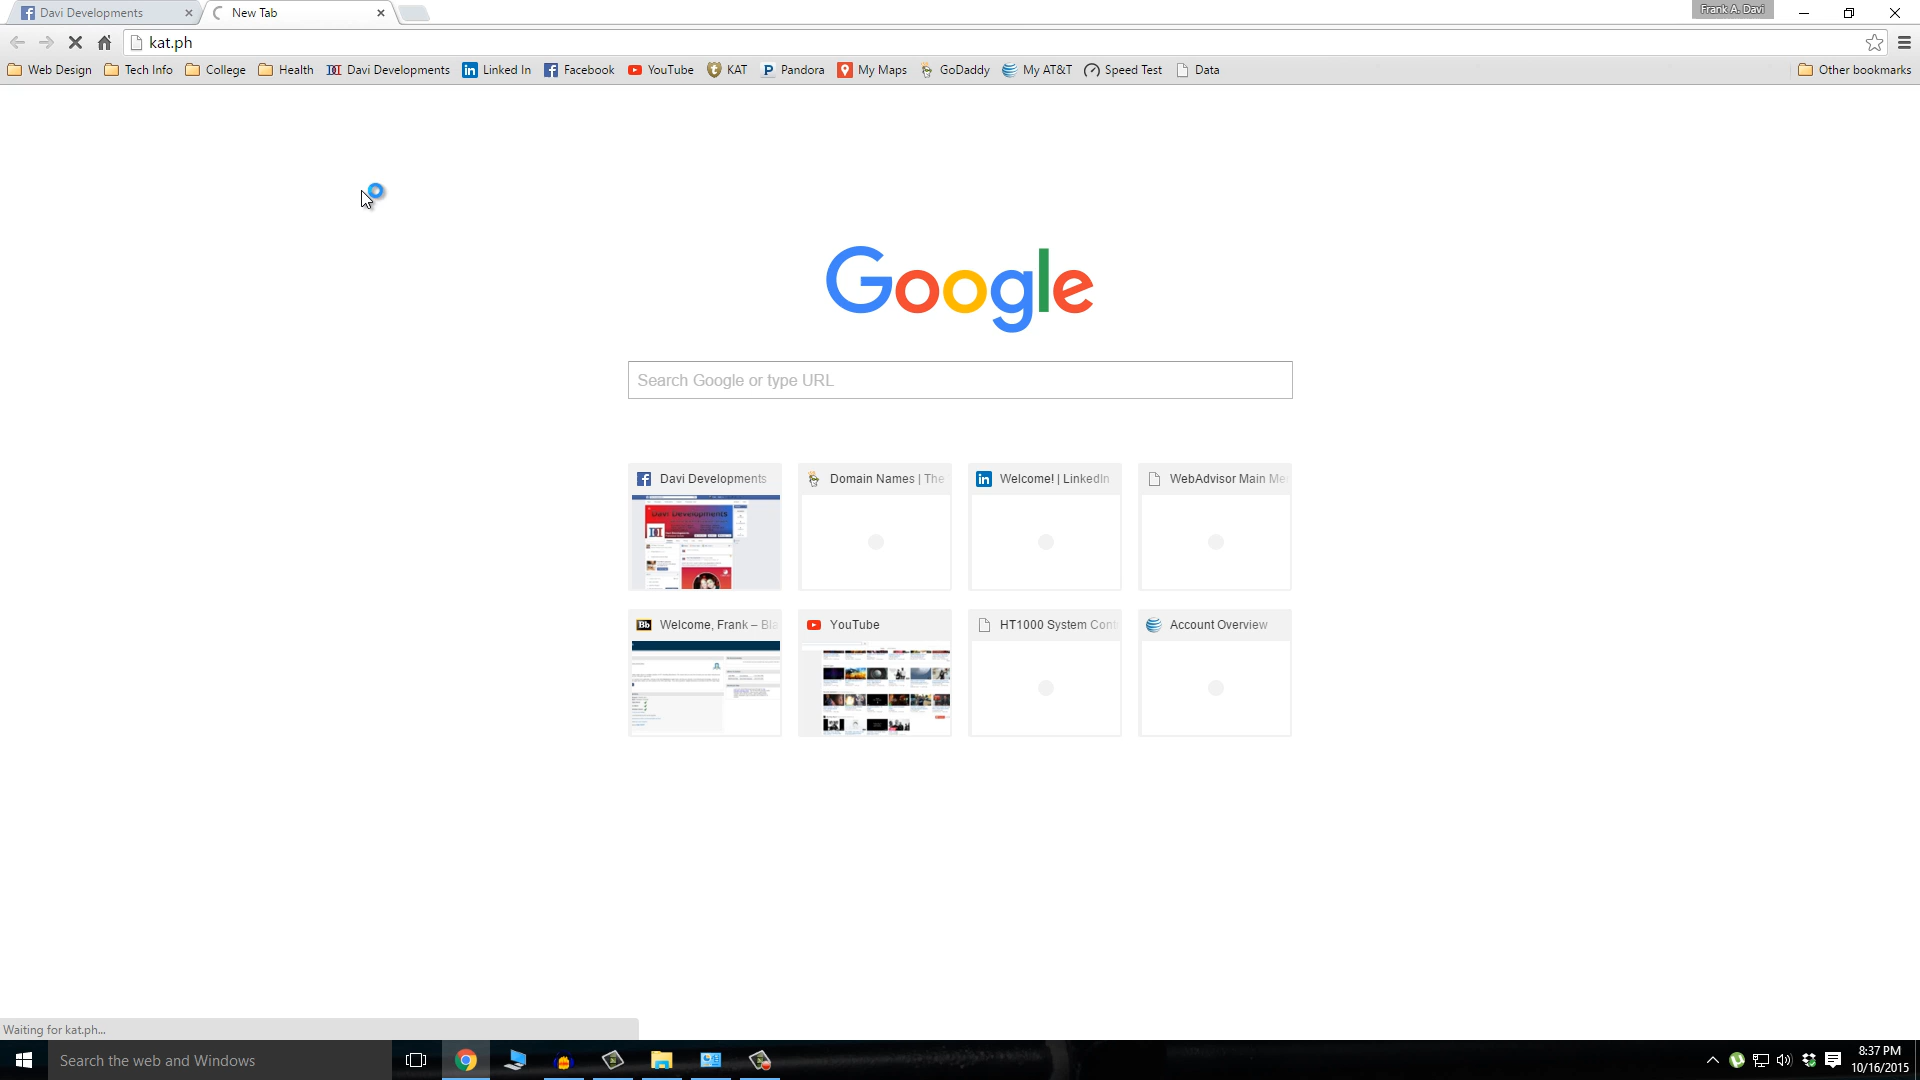 Davi Developments
New Tab
Frank A. Davi
kat.ph
Web Design
Tech Info
College
Health
Davi Developments
Linked In
Facebook
YouTube
KAT
Pandora
My Maps
GoDaddy
My AT&T
Speed Test
Data
Other bookmarks
Google
Search Google or type URL
Davi Developments
Domain Names | The
Welcome! | LinkedIn
WebAdvisor Main Me
Welcome, Frank – Bla
YouTube
HT1000 System Cont
Account Overview
Waiting for kat.ph...
Search the web and Windows
8:37 PM
10/16/2015